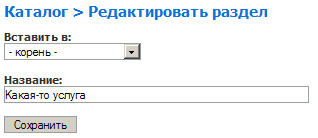 Каталог > Редактировать раздел
Вставить в:
- корень -
Название:
Какая-то услуга
Сохранить